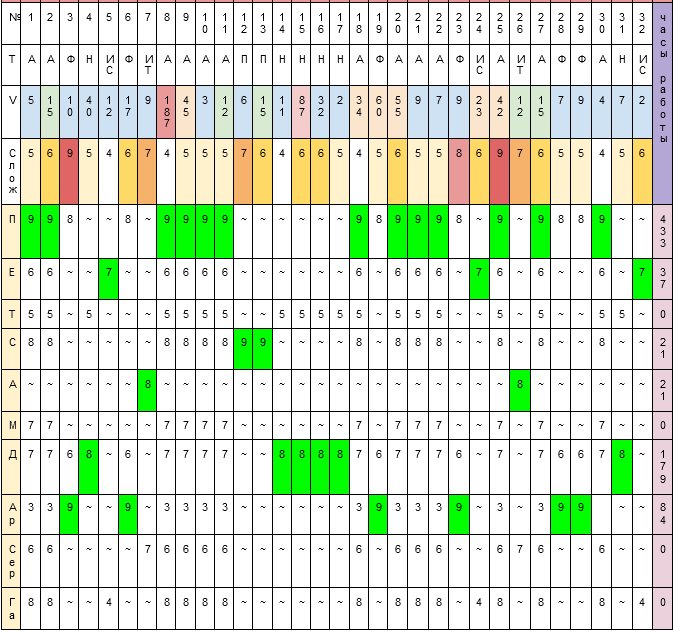 № 1 2 3 4 5 6 7 8 9 10 11 12 13 14 15 16 17 18 19 20 21 22 23 24 25 26 27 28 29 30 31 32 часы работы
Т А А Ф Н ИС Ф ИТ А А А А П П Н Н Н Н А Ф А А А Ф ИС А ИТ А Ф Ф А Н ИС
V 5 15 10 40 12 17 9 187 45 3 12 6 15 11 87 32 2 34 60 55 9 7 9 23 42 12 15 7 9 4 7 2
Слож 5 6 9 5 4 6 7 4 5 5 5 7 6 4 6 6 5 4 5 6 5 5 8 6 9 7 6 5 5 4 5 6
П 9 9 8 ~ ~ 8 ~ 9 9 9 9 ~ ~ ~ ~ ~ ~ 9 8 9 9 9 8 ~ 9 ~ 9 8 8 9 ~ ~ 433
Е 6 6 ~ ~ 7 ~ ~ 6 6 6 6 ~ ~ ~ ~ ~ ~ 6 ~ 6 6 6 ~ 7 6 ~ 6 ~ ~ 6 ~ 7 37
Т 5 5 ~ 5 ~ ~ ~ 5 5 5 5 ~ ~ 5 5 5 5 5 ~ 5 5 5 ~ ~ 5 ~ 5 ~ ~ 5 5 ~ 0
С 8 8 ~ ~ ~ ~ ~ 8 8 8 8 9 9 ~ ~ ~ ~ 8 ~ 8 8 8 ~ ~ 8 ~ 8 ~ ~ 8 ~ ~ 21
А ~ ~ ~ ~ ~ ~ 8 ~ ~ ~ ~ ~ ~ ~ ~ ~ ~ ~ ~ ~ ~ ~ ~ ~ ~ 8 ~ ~ ~ ~ ~ ~ 21
М 7 7 ~ ~ ~ ~ ~ 7 7 7 7 ~ ~ ~ ~ ~ ~ 7 ~ 7 7 7 ~ ~ 7 ~ 7 ~ ~ 7 ~ ~ 0
Д 7 7 6 8 ~ 6 ~ 7 7 7 7 ~ ~ 8 8 8 8 7 6 7 7 7 6 ~ 7 ~ 7 6 6 7 8 ~ 179
Ар 3 3 9 ~ ~ 9 ~ 3 3 3 3 ~ ~ ~ ~ ~ ~ 3 9 3 3 3 9 ~ 3 ~ 3 9 9 ~ ~ ~ 84
Сер 6 6 ~ ~ ~ ~ 7 6 6 6 6 ~ ~ ~ ~ ~ ~ 6 ~ 6 6 6 ~ ~ 6 7 6 ~ ~ 6 ~ ~ 0
Га 8 8 ~ ~ 4 ~ ~ 8 8 8 8 ~ ~ ~ ~ ~ ~ 8 ~ 8 8 8 ~ 4 8 ~ 8 ~ ~ 8 ~ 4 0